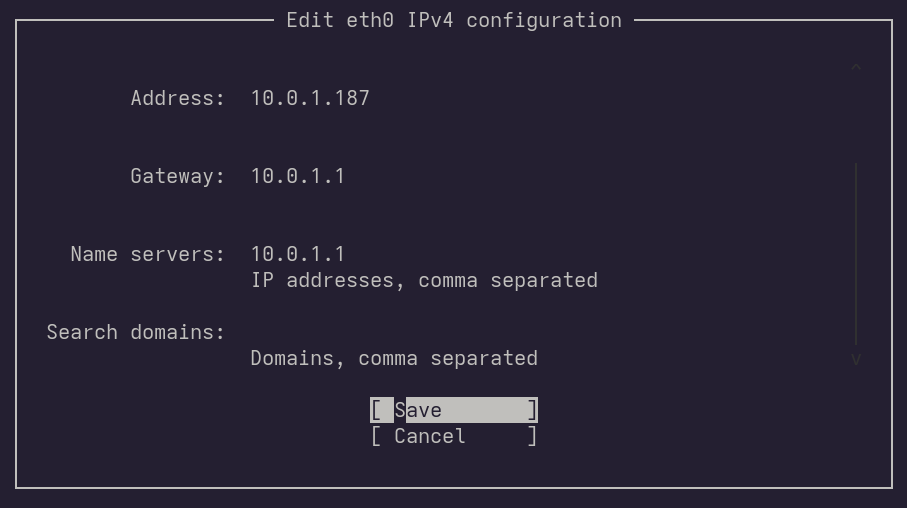 Edit eth0 IPv4 configuration
^
Address: 10.0.1.187
Gateway: 10.0.1.1
Name servers: 10.0.1.1
IP addresses, comma separated
Search domains:
Domains, comma separated
v
[ Save ]
[ Cancel ]